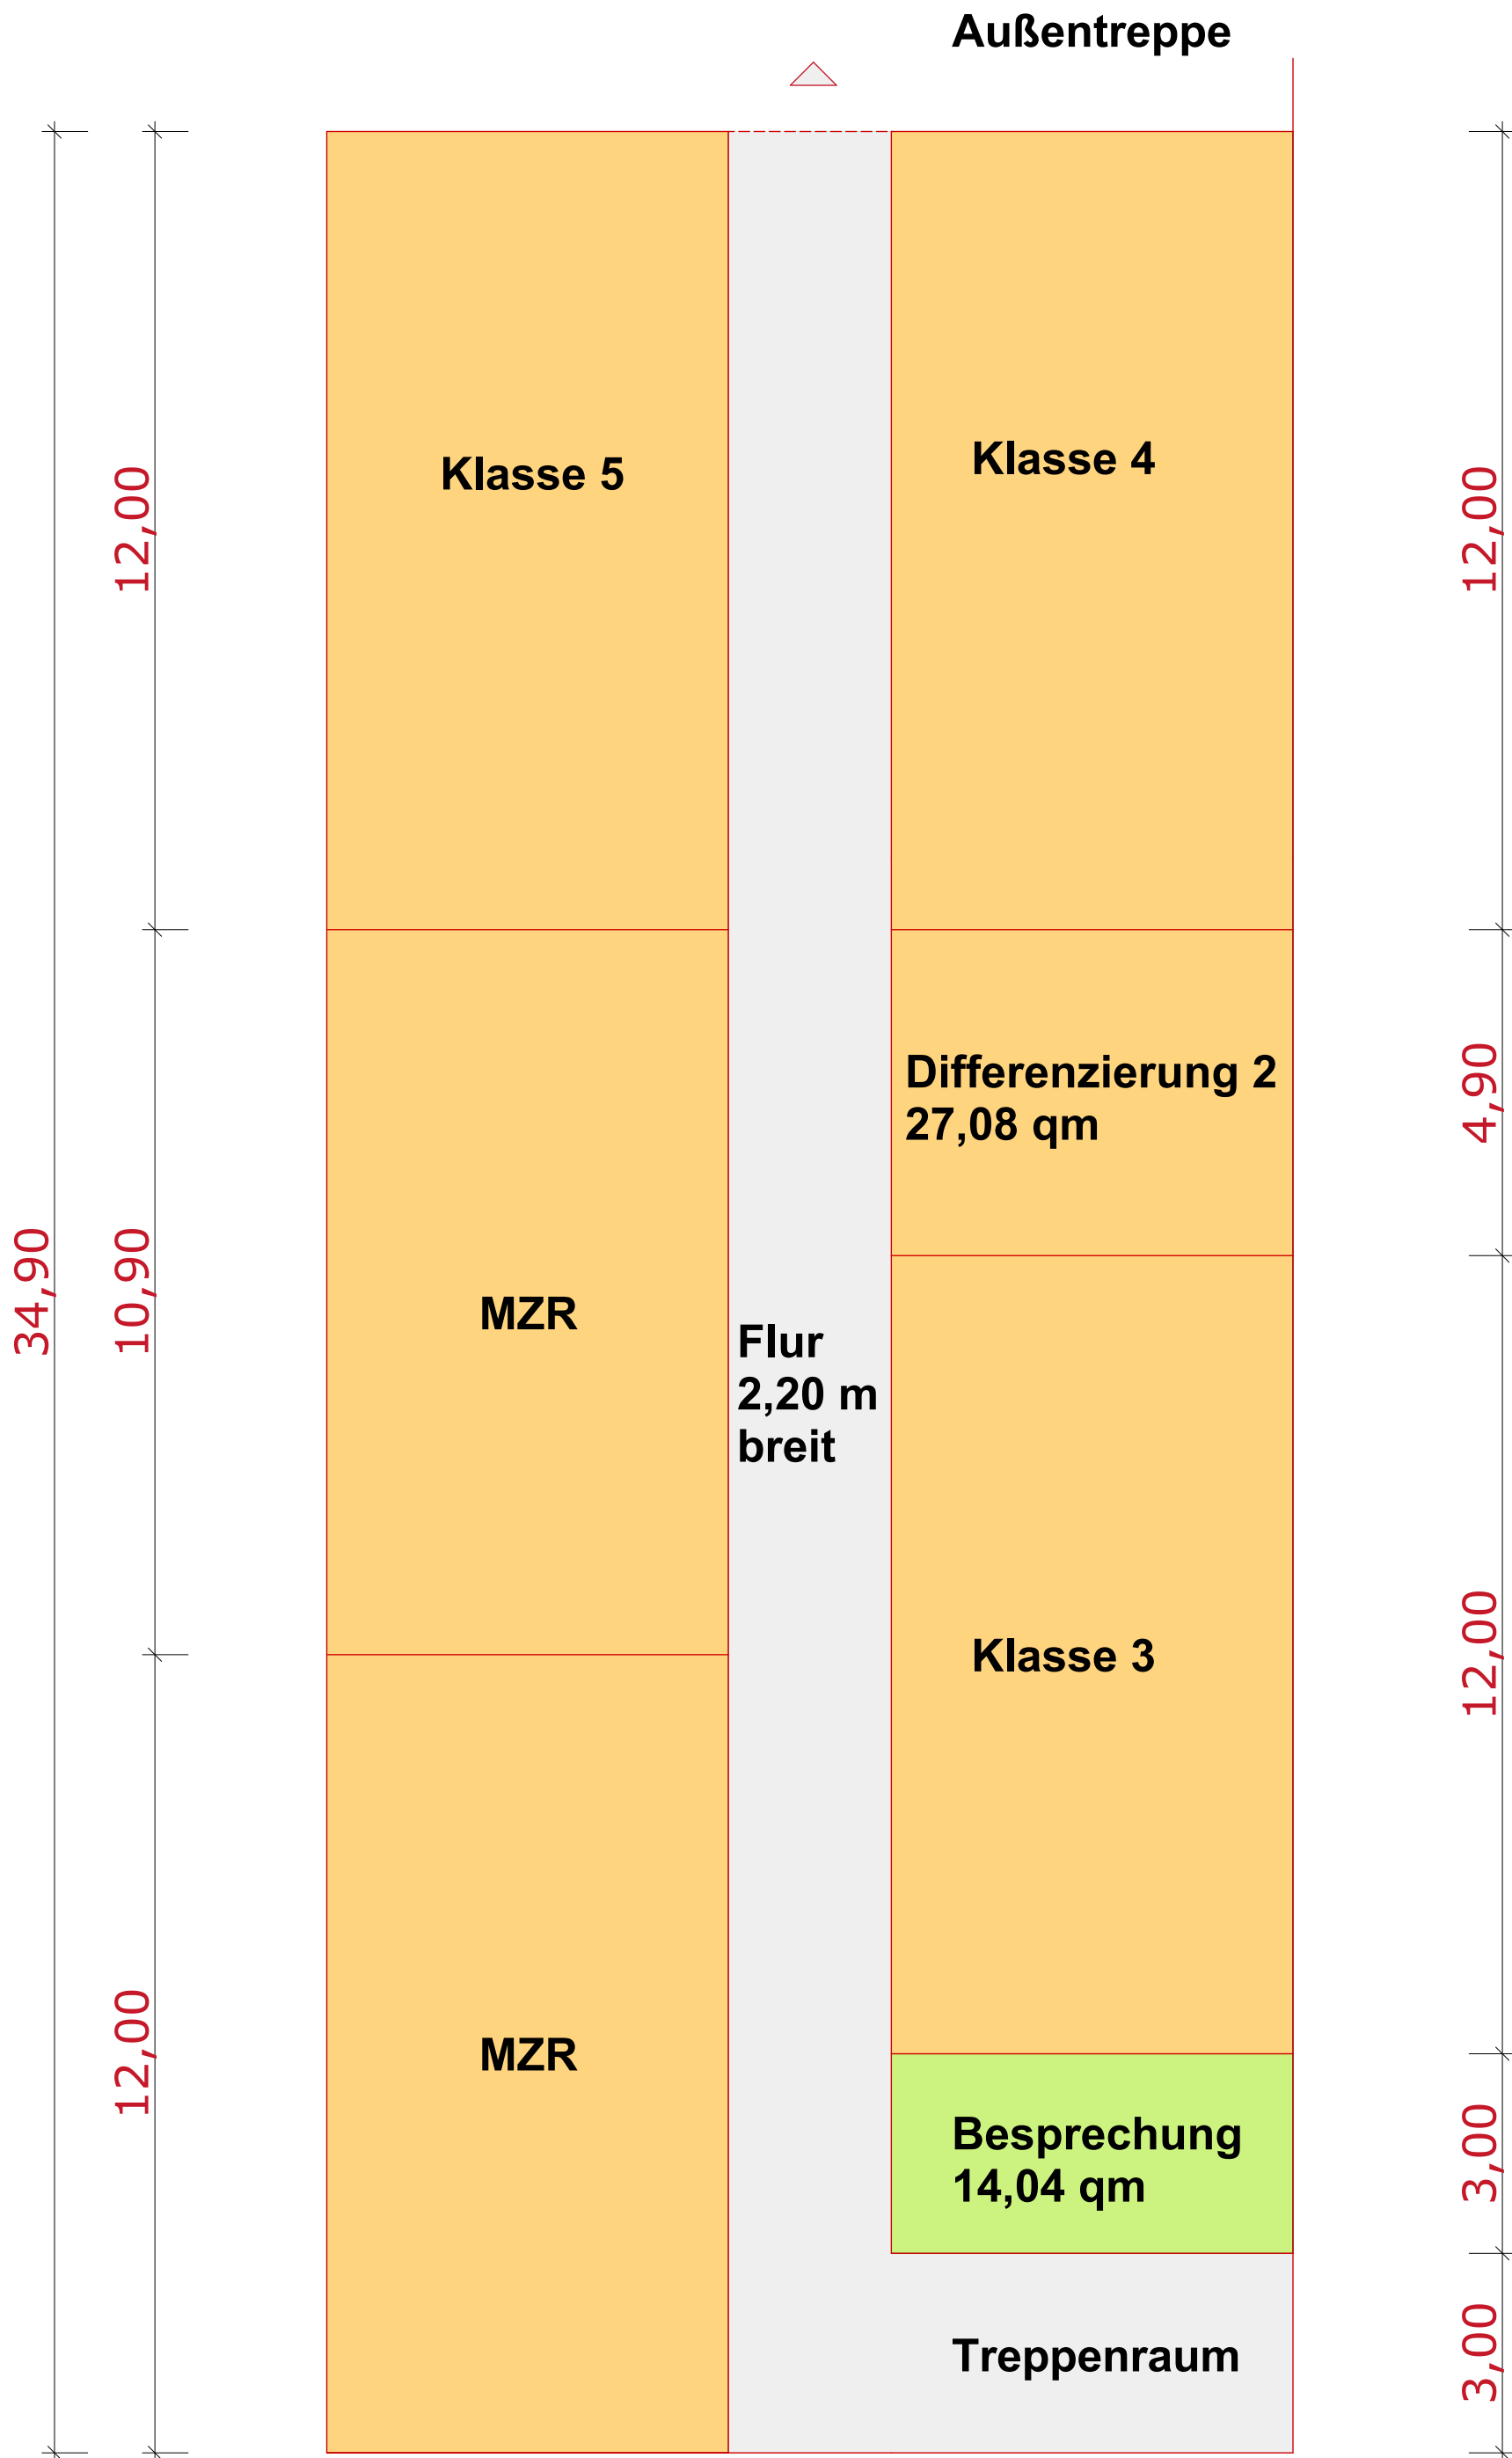 Außentreppe
12,00
Klasse 5
Klasse 4
12,00
34,90
10,90
MZR
Flur
2,20 m
breit
Differenzierung 2
27,08 qm
4,90
Klasse 3
12,00
12,00
MZR
Besprechung
14,04 qm
3,00
Treppenraum
3,00